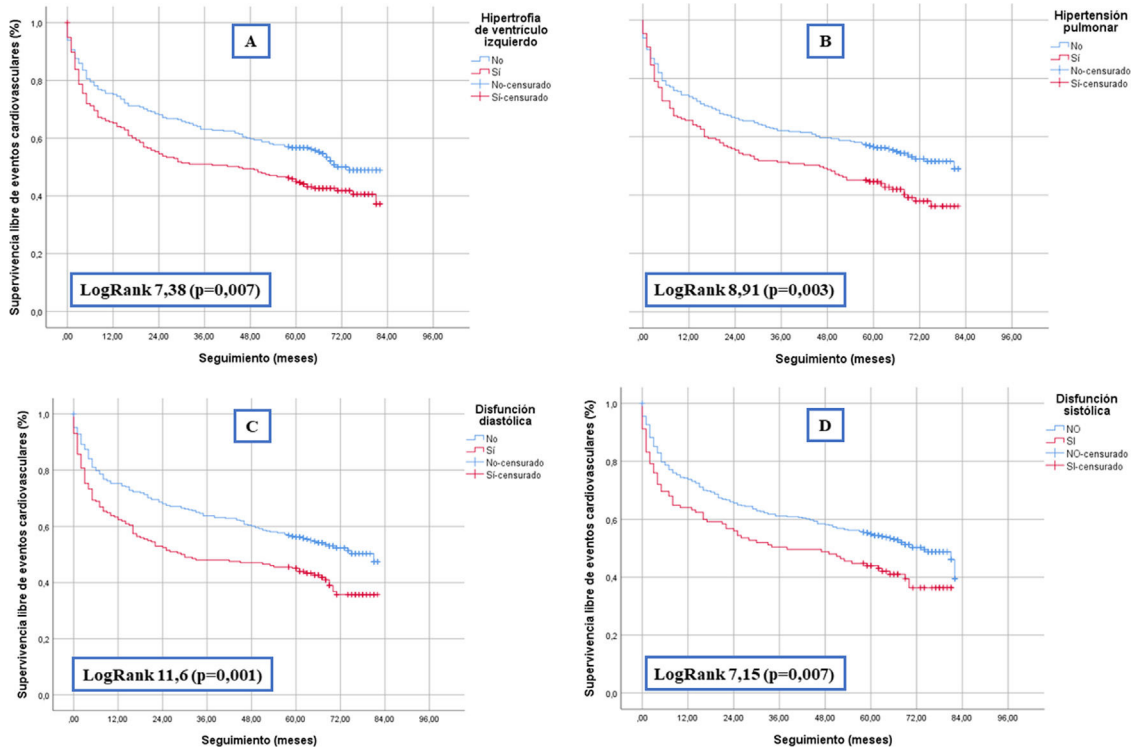 Supervivencia libre de eventos cardiovasculares (%)
1,0
0,8
0,6
0,4
0,2
0,0
A
LogRank 7,38 (p=0,007)
,00 12,00 24,00 36,00 48,00 60,00 72,00 84,00 96,00
Seguimiento (meses)
Hipertrofia
de ventrículo
izquierdo
No
Sí
No-censurado
Sí-censurado
B
LogRank 8,91 (p=0,003)
,00 12,00 24,00 36,00 48,00 60,00 72,00 84,00 96,00
Seguimiento (meses)
Hipertensión
pulmonar
No
Sí
No-censurado
Sí-censurado
Supervivencia libre de eventos cardiovasculares (%)
1,0
0,8
0,6
0,4
0,2
0,0
C
LogRank 11,6 (p=0,001)
,00 12,00 24,00 36,00 48,00 60,00 72,00 84,00 96,00
Seguimiento (meses)
Disfunción
diastólica
No
Sí
No-censurado
Sí-censurado
Supervivencia libre de eventos cardiovasculares (%)
1,0
0,8
0,6
0,4
0,2
0,0
D
LogRank 7,15 (p=0,007)
,00 12,00 24,00 36,00 48,00 60,00 72,00 84,00 96,00
Seguimiento (meses)
Disfunción
sistólica
NO
SI
NO-censurado
SI-censurado